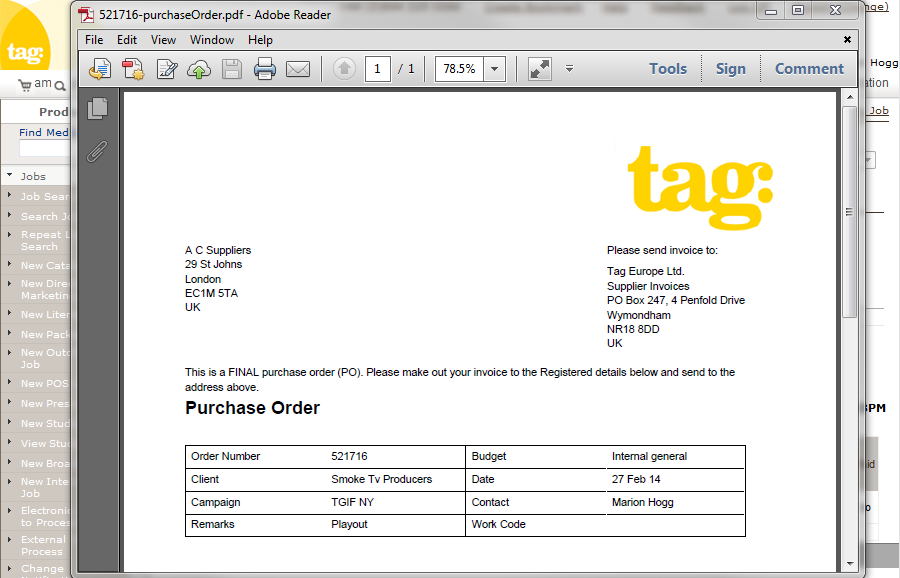 521716-purchaseOrder.pdf - Adobe Reader
File Edit View Window Help
1 / 1 78.5% Tools Sign Comment
tag:
am
Find Med
Jobs
Job Sear
Search Jo
Repeat L
Search
New Cata
New Dire
Marketin
New Liter
New Pack
New Outd
Job
New POS
New Pres
New Stud
View Stud
New Broa
New Inte
Job
Electronic
to Process
External
Process
Change
Hogg
Job
PM
tag:
A C Suppliers
29 St Johns
London
EC1M 5TA
UK
Please send invoice to:
Tag Europe Ltd.
Supplier Invoices
PO Box 247, 4 Penfold Drive
Wymondham
NR18 8DD
UK
This is a FINAL purchase order (PO). Please make out your invoice to the Registered details below and send to the
address above.
Purchase Order
Order Number 521716 Budget Internal general
Client Smoke Tv Producers Date 27 Feb 14
Campaign TGIF NY Contact Marion Hogg
Remarks Playout Work Code